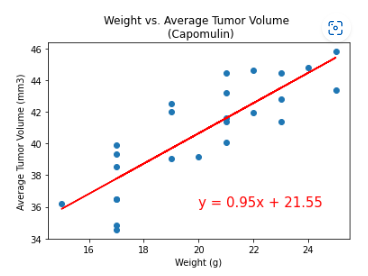 Weight vs. Average Tumor Volume
(Capomulin)
46
44
42
40
38
36
34
Average Tumor Volume (mm3)
y = 0.95x + 21.55
16
18
20
22
24
Weight (g)